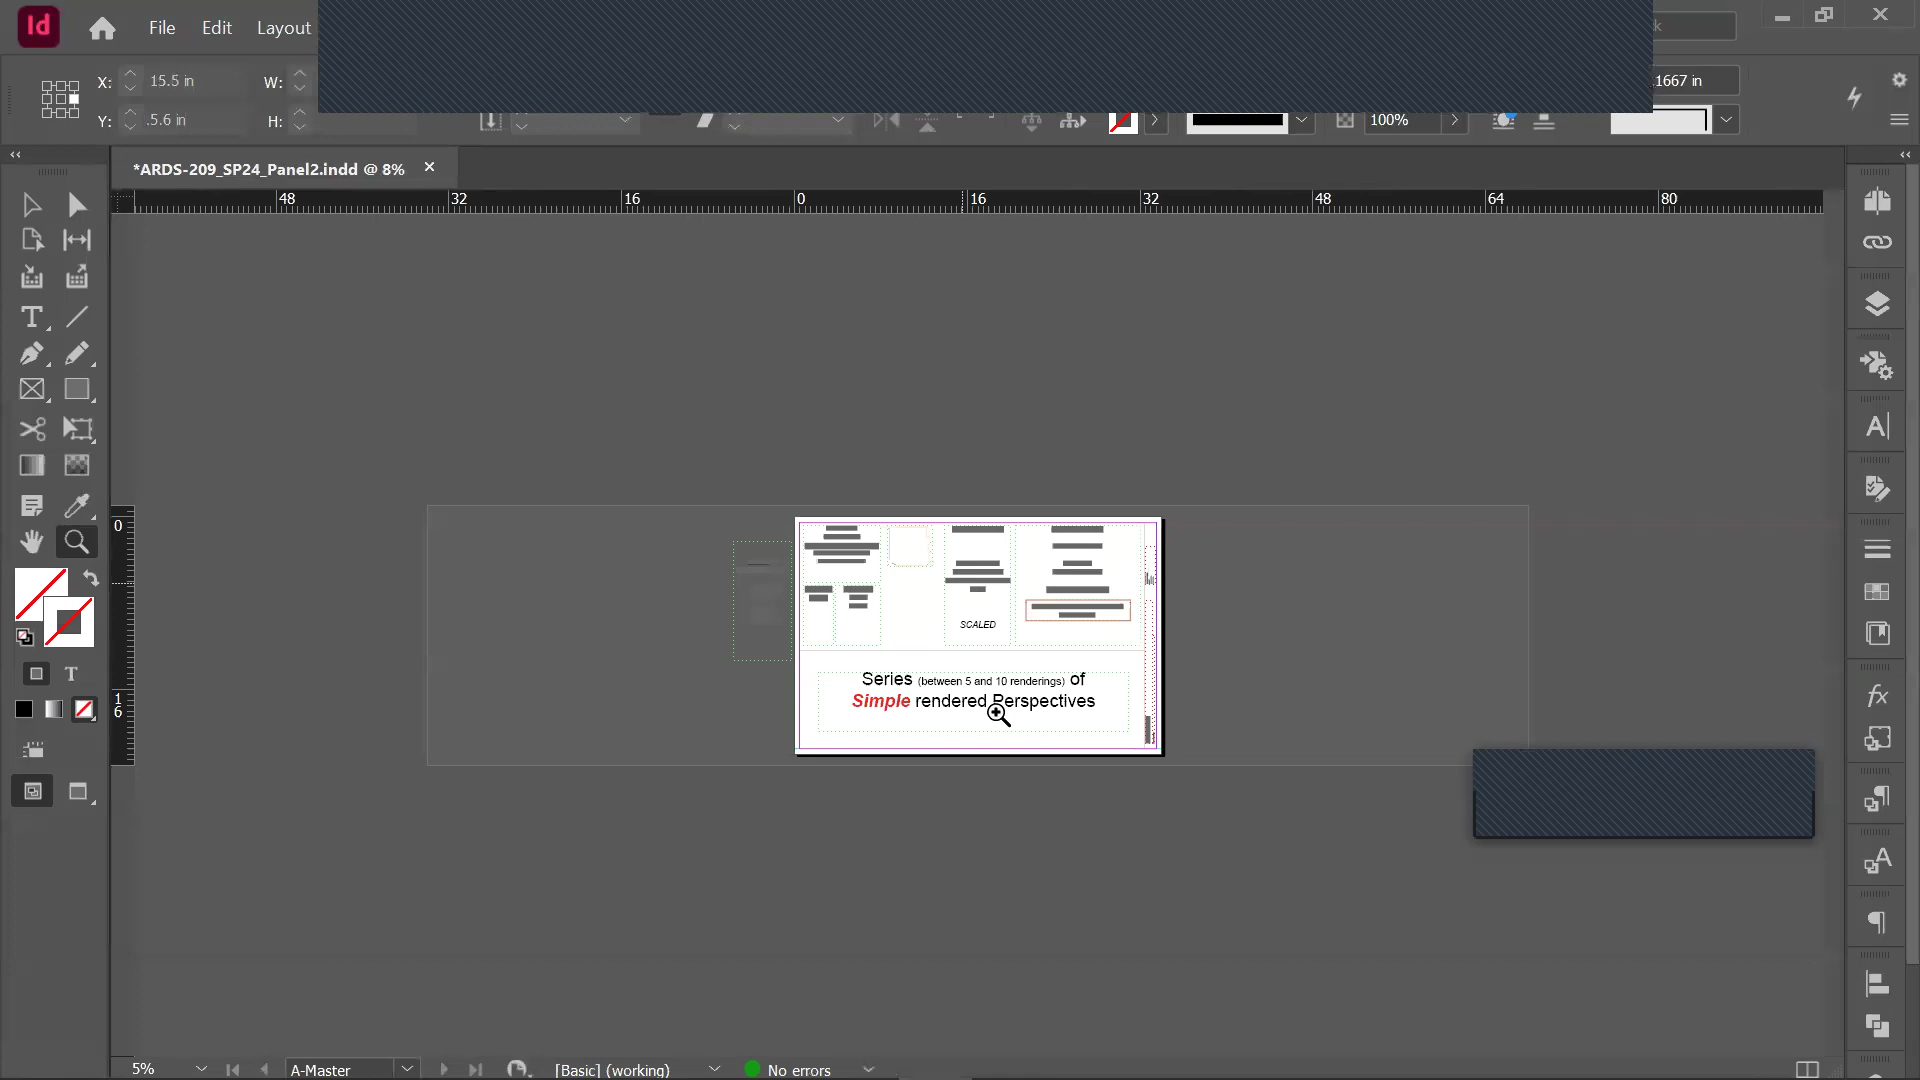 Id
File Edit Layout
k
X: 15.5 in W:
1667 in
Y: .5.6 in H:
100%
*ARDS-209_SP24_Panel2.indd @ 8%
48 32 16 0 16 32 48 64 80
0
16
SCALED
Series (between 5 and 10 renderings) of
Simple rendered Perspectives
5% A-Master [Basic] (working) No errors